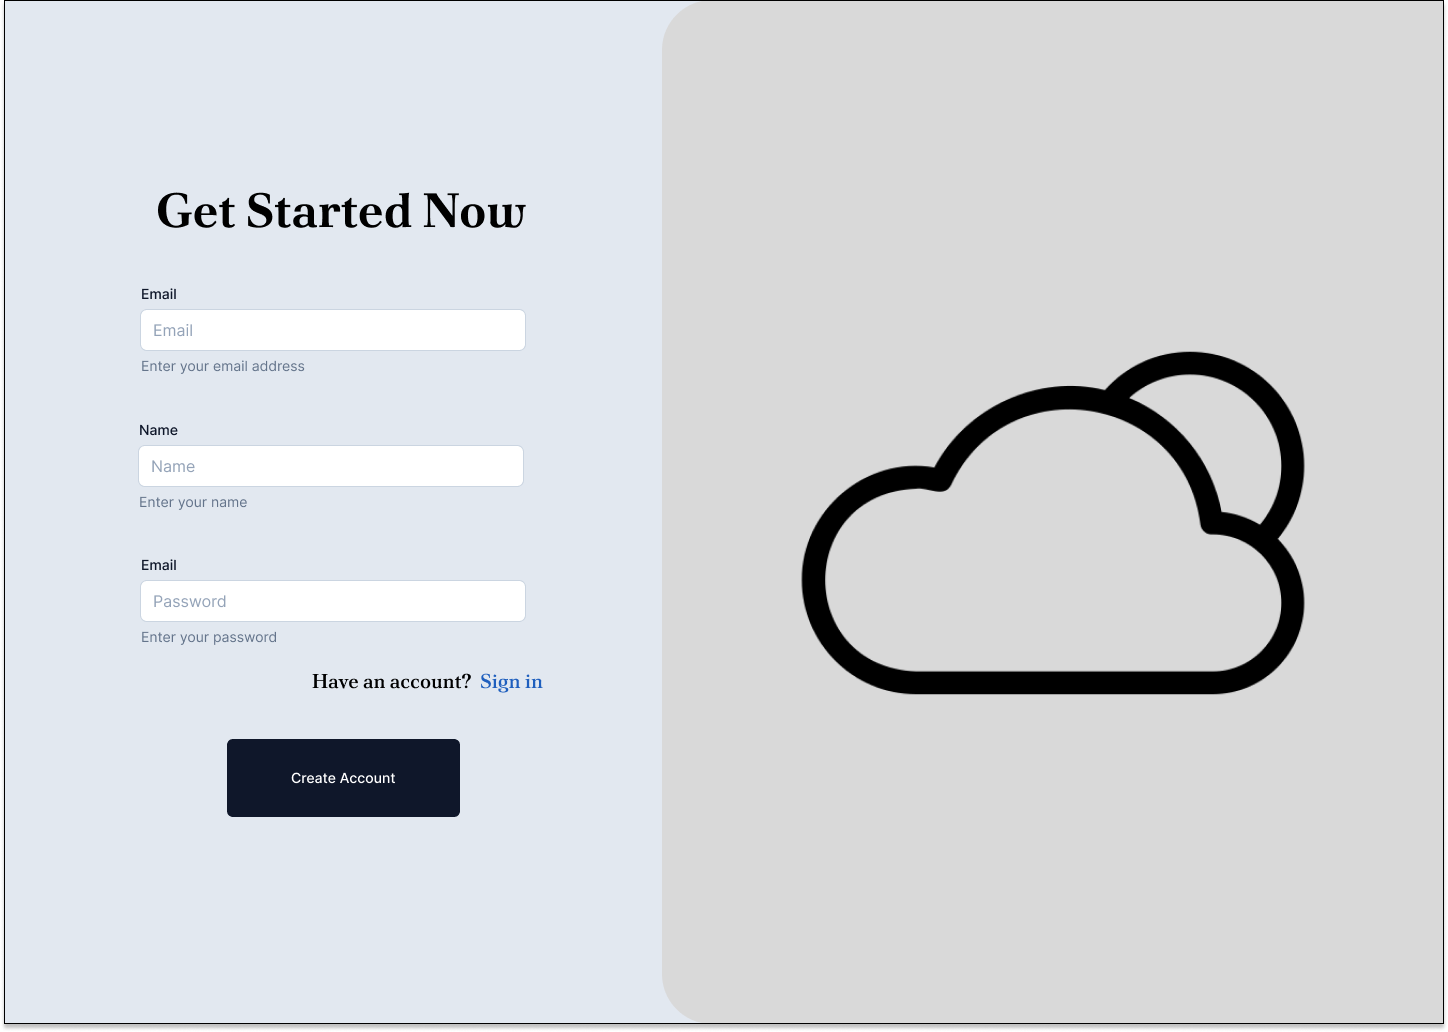 Get Started Now
Email
Email
Enter your email address
Name
Name
Enter your name
Email
Password
Enter your password
Have an account? Sign in
Create Account